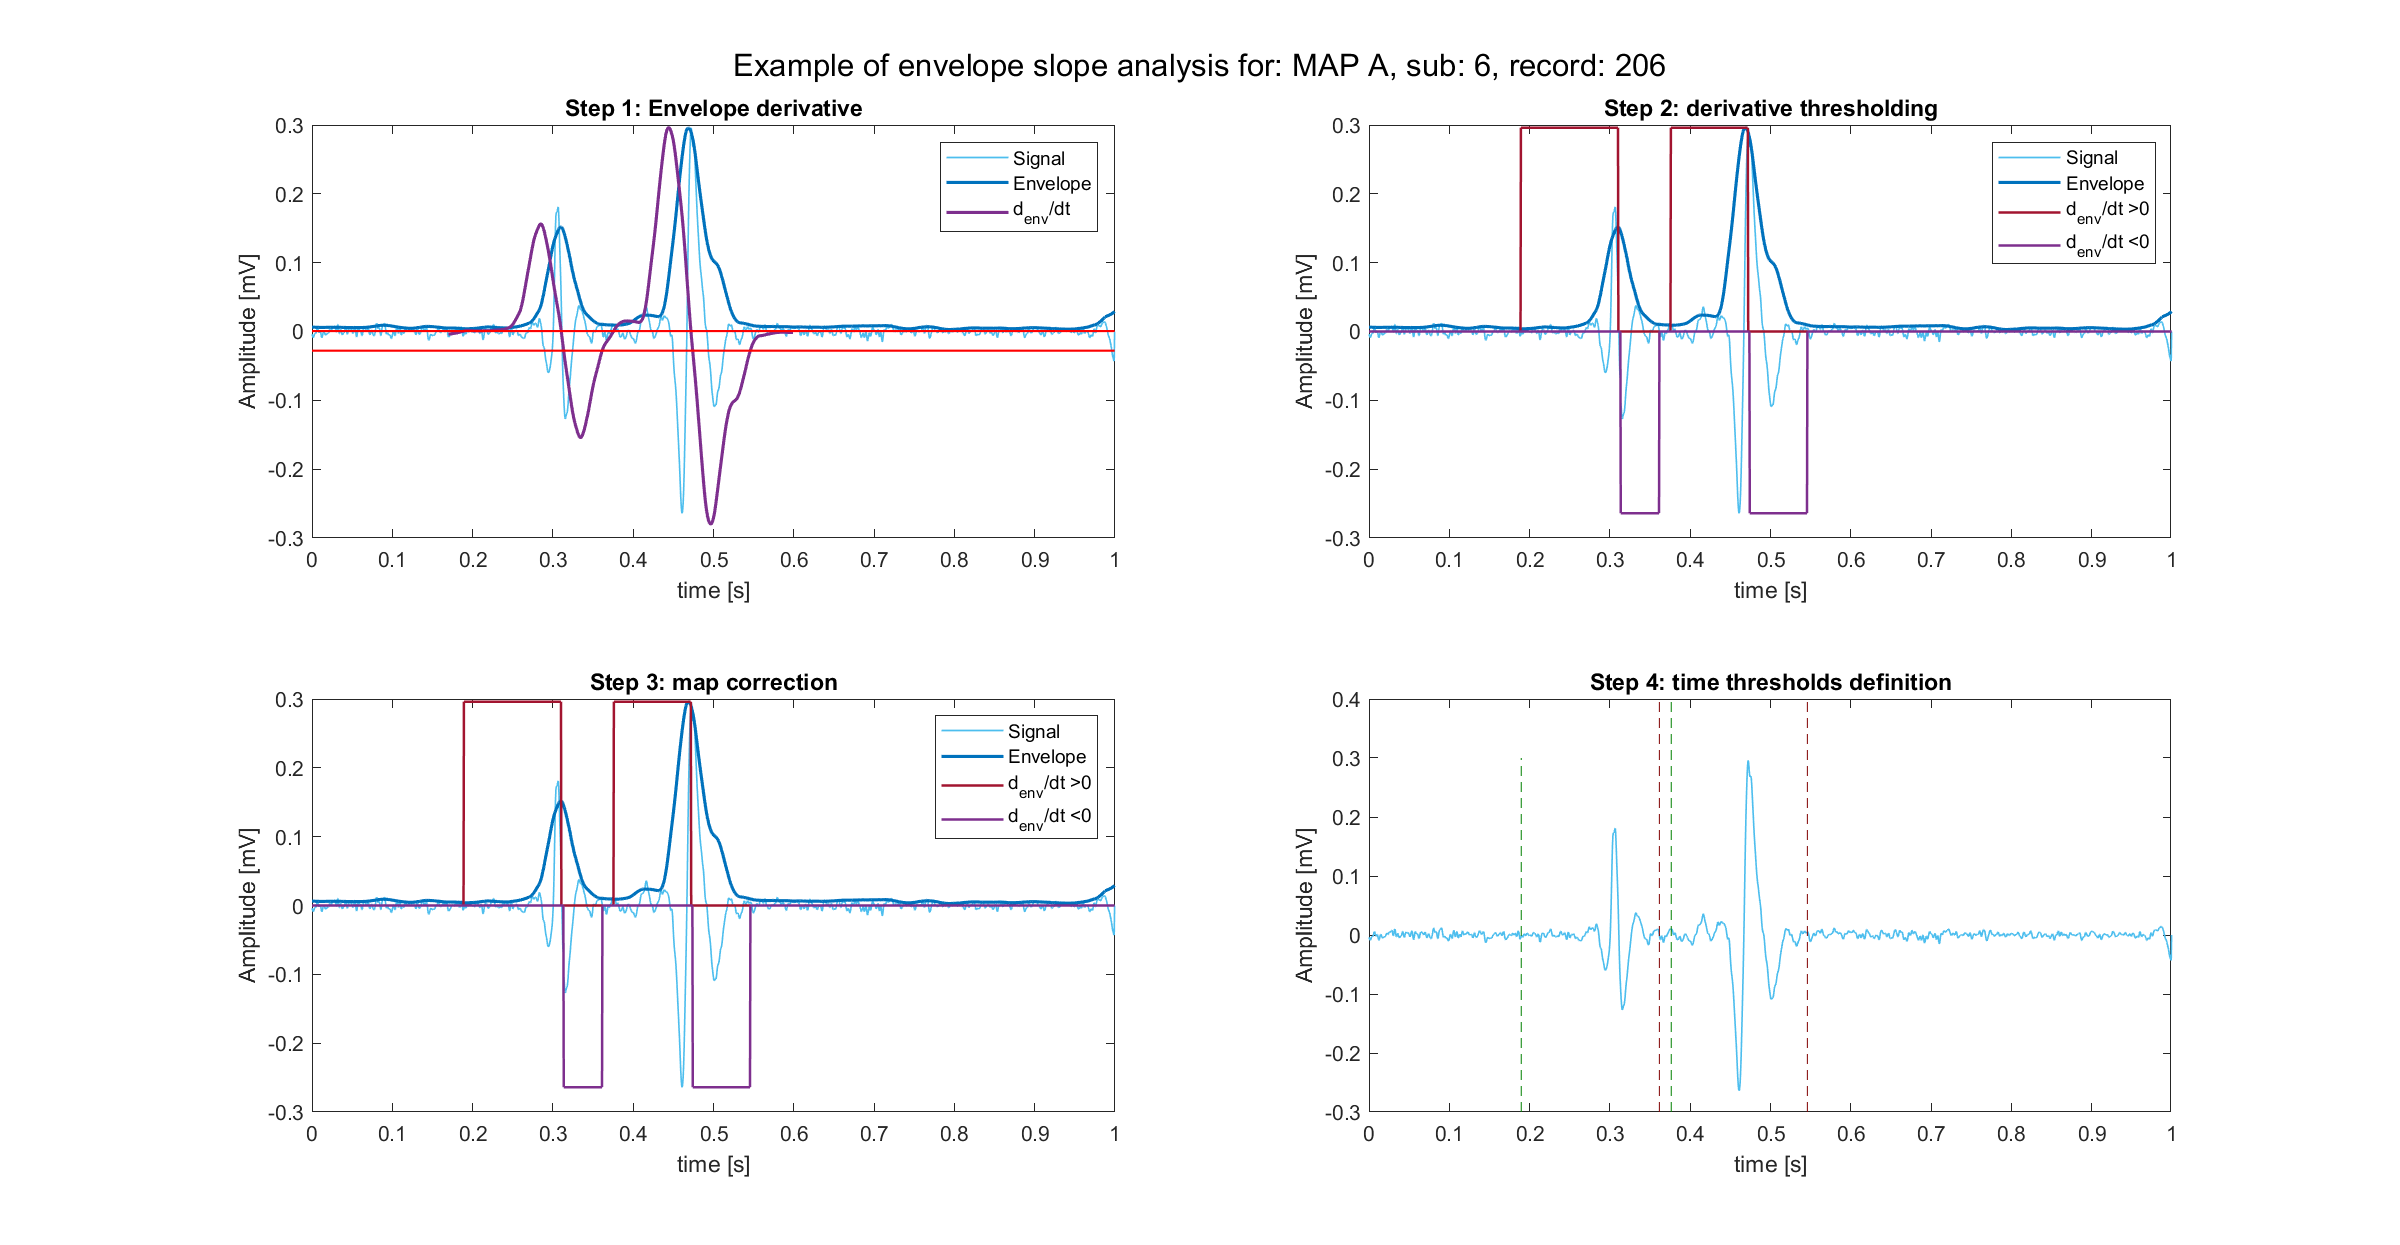 Example of envelope slope analysis for: MAP A, sub: 6, record: 206
Step 1: Envelope derivative
0.3
0.2
0.1
0
-0.1
-0.2
-0.3
Amplitude [mV]
0 0.1 0.2 0.3 0.4 0.5 0.6 0.7 0.8 0.9 1
time [s]
Signal
Envelope
d_env/dt
Step 2: derivative thresholding
0.3
0.2
0.1
0
-0.1
-0.2
-0.3
Amplitude [mV]
0 0.1 0.2 0.3 0.4 0.5 0.6 0.7 0.8 0.9 1
time [s]
Signal
Envelope
d_env/dt >0
d_env/dt <0
Step 3: map correction
0.3
0.2
0.1
0
-0.1
-0.2
-0.3
Amplitude [mV]
0 0.1 0.2 0.3 0.4 0.5 0.6 0.7 0.8 0.9 1
time [s]
Signal
Envelope
d_env/dt >0
d_env/dt <0
Step 4: time thresholds definition
0.4
0.3
0.2
0.1
0
-0.1
-0.2
-0.3
Amplitude [mV]
0 0.1 0.2 0.3 0.4 0.5 0.6 0.7 0.8 0.9 1
time [s]